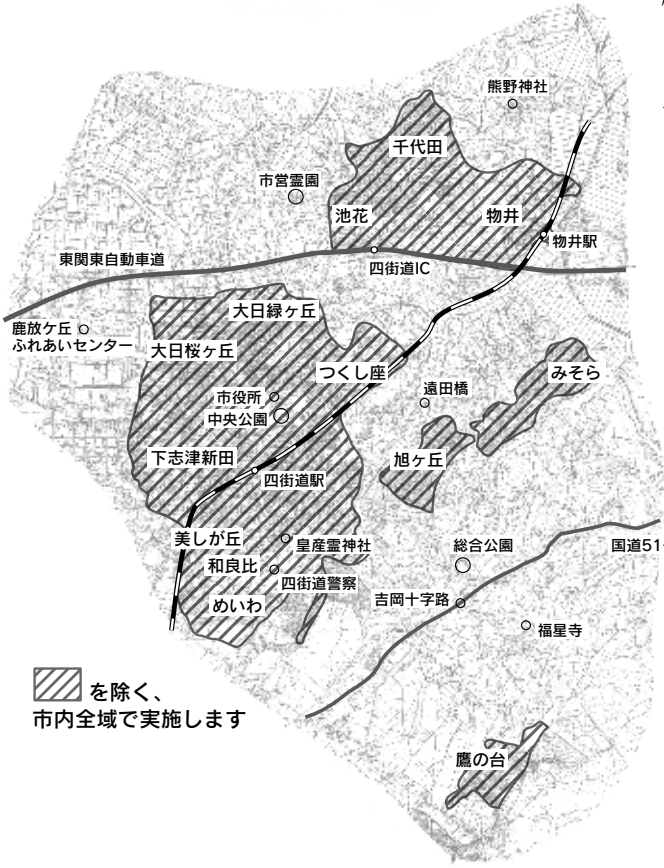 熊野神社
千代田
市営霊園
池花
物井
物井駅
東関東自動車道
四街道IC
大日緑ヶ丘
鹿放ケ丘
ふれあいセンター
大日桜ヶ丘
つくし座
みそら
市役所
遠田橋
中央公園
下志津新田
旭ヶ丘
四街道駅
美しが丘
皇産霊神社
総合公園
国道51
和良比
四街道警察
めいわ
吉岡十字路
福星寺
を除く、
市内全域で実施します
鷹の台